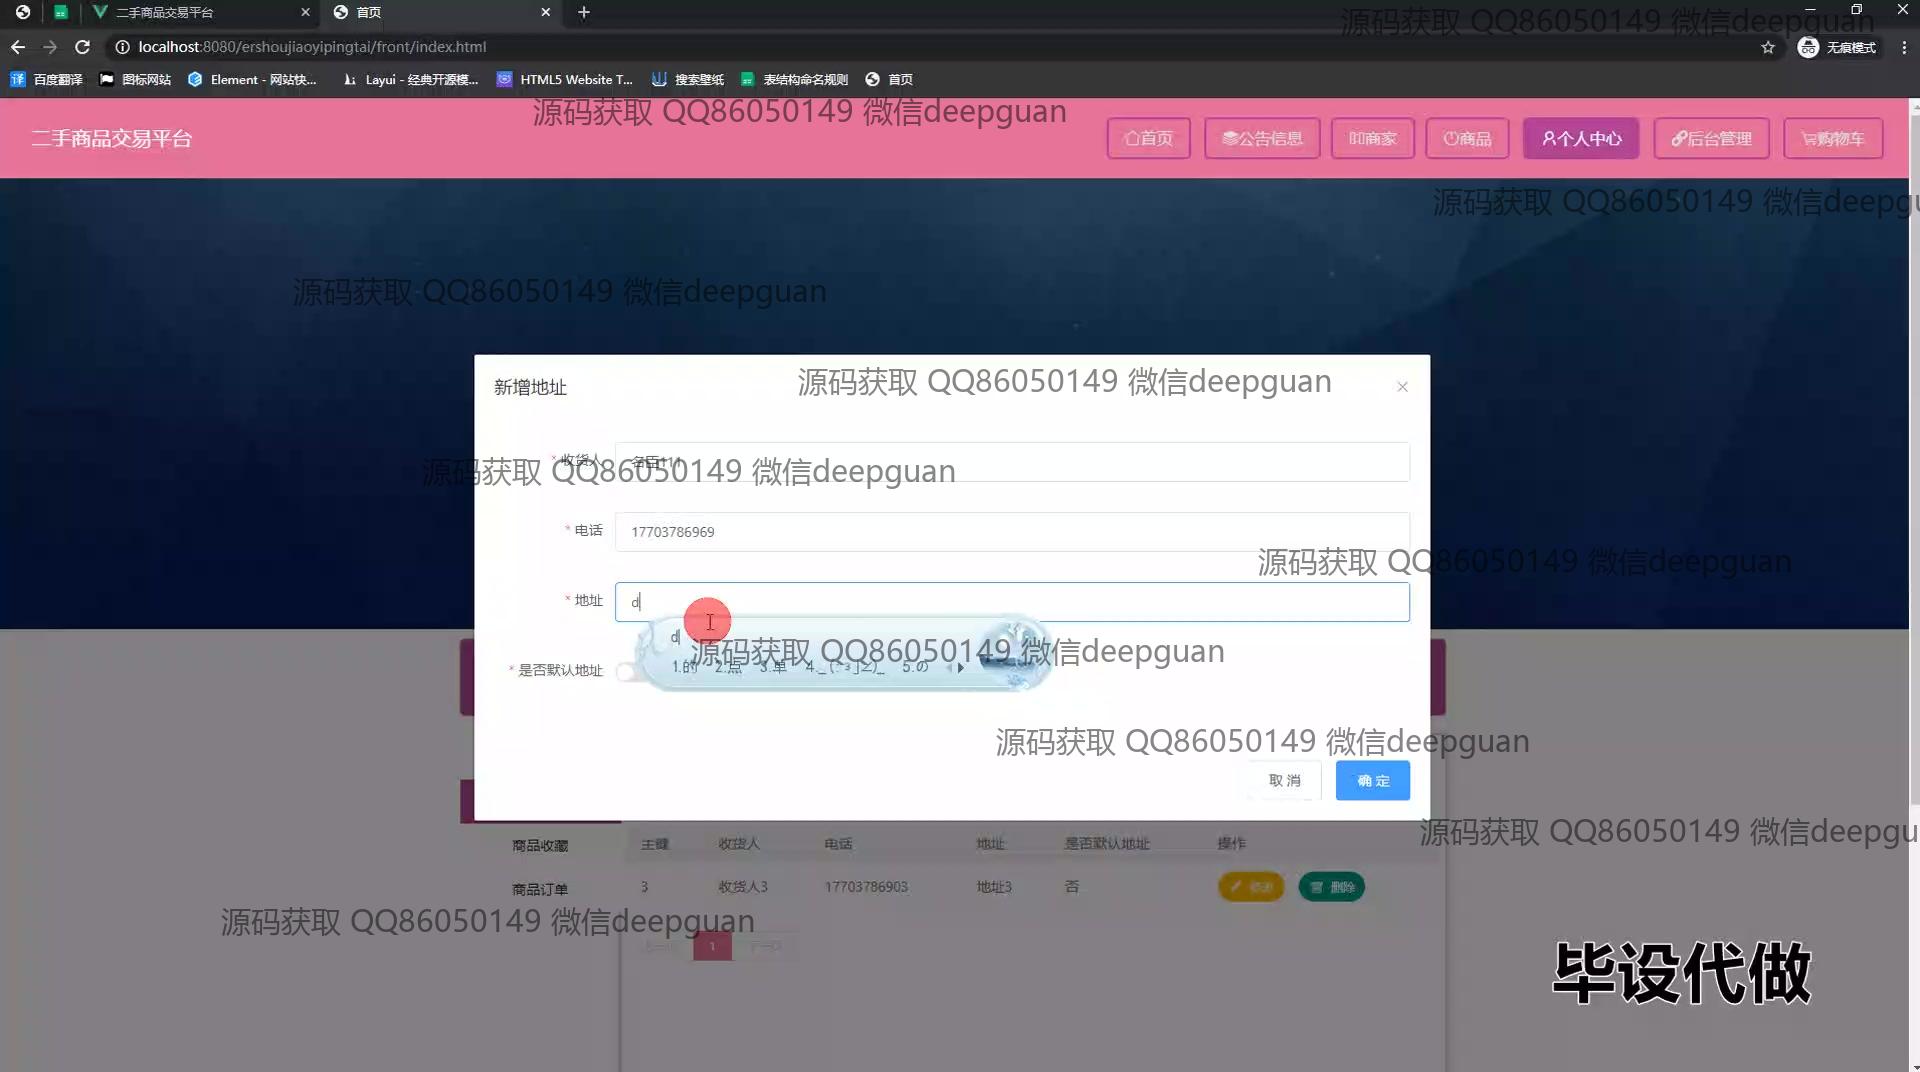 二手商品交易平台
首页
localhost:8080/ershoujiaoyipingtai/front/index.html
无痕模式
百度翻译
图标网站
Element - 网站快...
Layui - 经典开源模...
HTML5 Website T...
搜索壁纸
表结构命名规则
首页
源码获取 QQ86050149 微信deepguan
源码获取 QQ86050149 微信deepguan
二手商品交易平台
首页
公告信息
商家
商品
个人中心
后台管理
购物车
源码获取 QQ86050149 微信deepgu
源码获取 QQ86050149 微信deepguan
新增地址
源码获取 QQ86050149 微信deepguan
* 收货人
源码获取 QQ86050149 微信deepguan
* 电话
17703786969
源码获取 QQ86050149 微信deepguan
* 地址
d
d
源码获取 QQ86050149 微信deepguan
1.的 2.点 3.单
5.の
* 是否默认地址
源码获取 QQ86050149 微信deepguan
取 消
确 定
源码获取 QQ86050149 微信deepgu
商品收藏
主键 收货人 电话 地址 是否默认地址 操作
商品订单
3 收货人3 17703786903 地址3 否
删除
源码获取 QQ86050149 微信deepguan
1
毕设代做